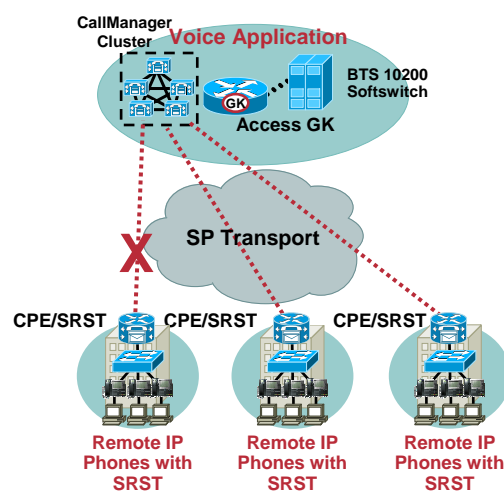 CallManager
Cluster
Voice Application
GK
BTS 10200
Softswitch
Access GK
SP Transport
X
CPE/SRST
CPE/SRST
CPE/SRST
Remote IP
Phones with
SRST
Remote IP
Phones with
SRST
Remote IP
Phones with
SRST